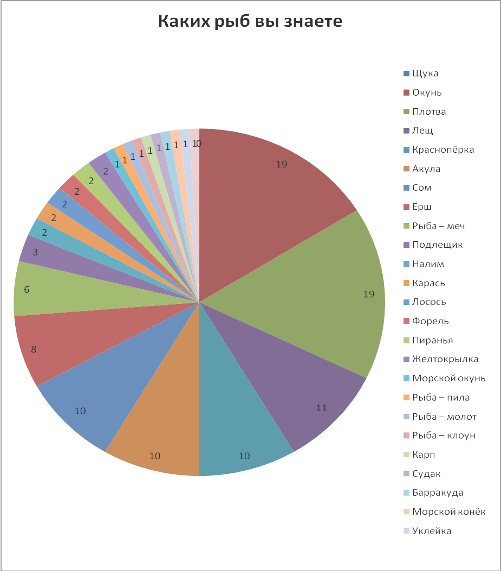 Каких рыб вы знаете
Щука
Окунь
Плотва
Лещ
Краснопёрка
Акула
Сом
Ёрш
Рыба – меч
Подлещик
Налим
Карась
Лосось
Форель
Пиранья
Желтокрылка
Морской окунь
Рыба – пила
Рыба – молот
Рыба – клоун
Карп
Судак
Барракуда
Морской конёк
Уклейка
19
19
11
10
10
10
8
6
3
2
2
2
2
2
2
1
1
1
1
1
1
1
1
1
1
0